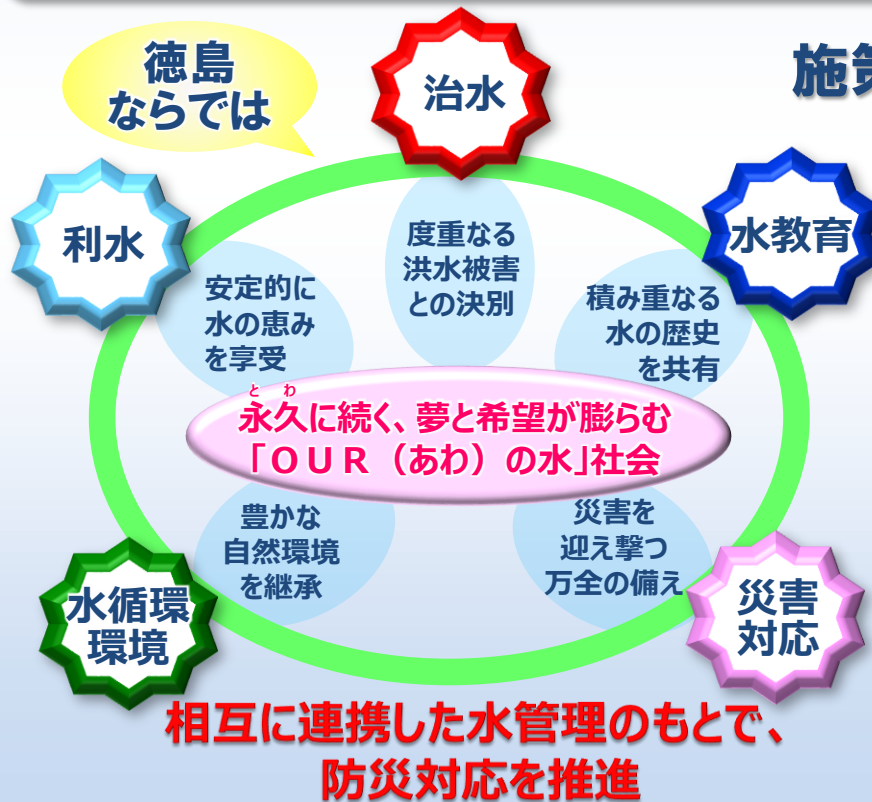 徳島
ならでは
治水
施策
利水
水教育
度重なる
洪水被害
との決別
安定的に
水の恵み
を享受
積み重なる
水の歴史
を共有
とわ
永久に続く、夢と希望が膨らむ
「ＯＵＲ（あわ）の水」社会
豊かな
自然環境
を継承
災害を
迎え撃つ
万全の備え
水循環
環境
災害
対応
相互に連携した水管理のもとで、
防災対応を推進